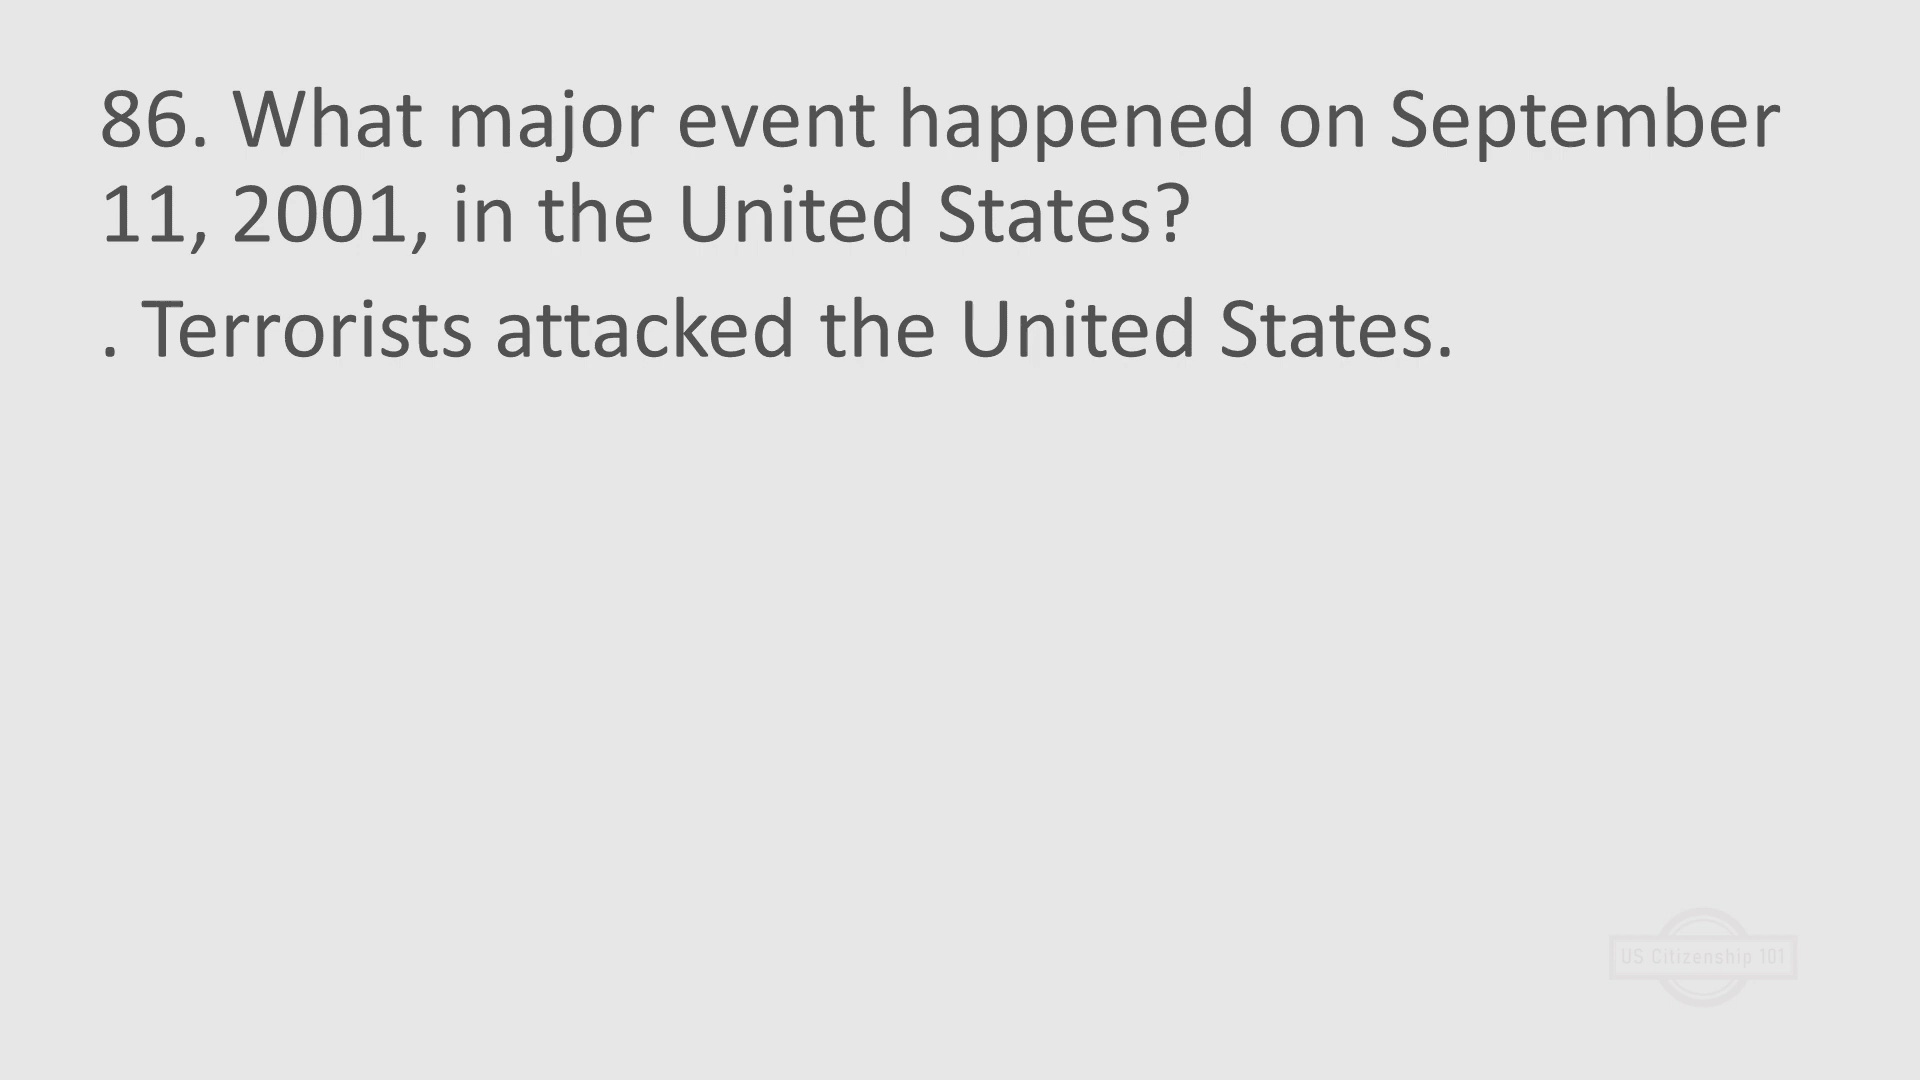 86. What major event happened on September
11, 2001, in the United States?
. Terrorists attacked the United States.
US Citizenship 101